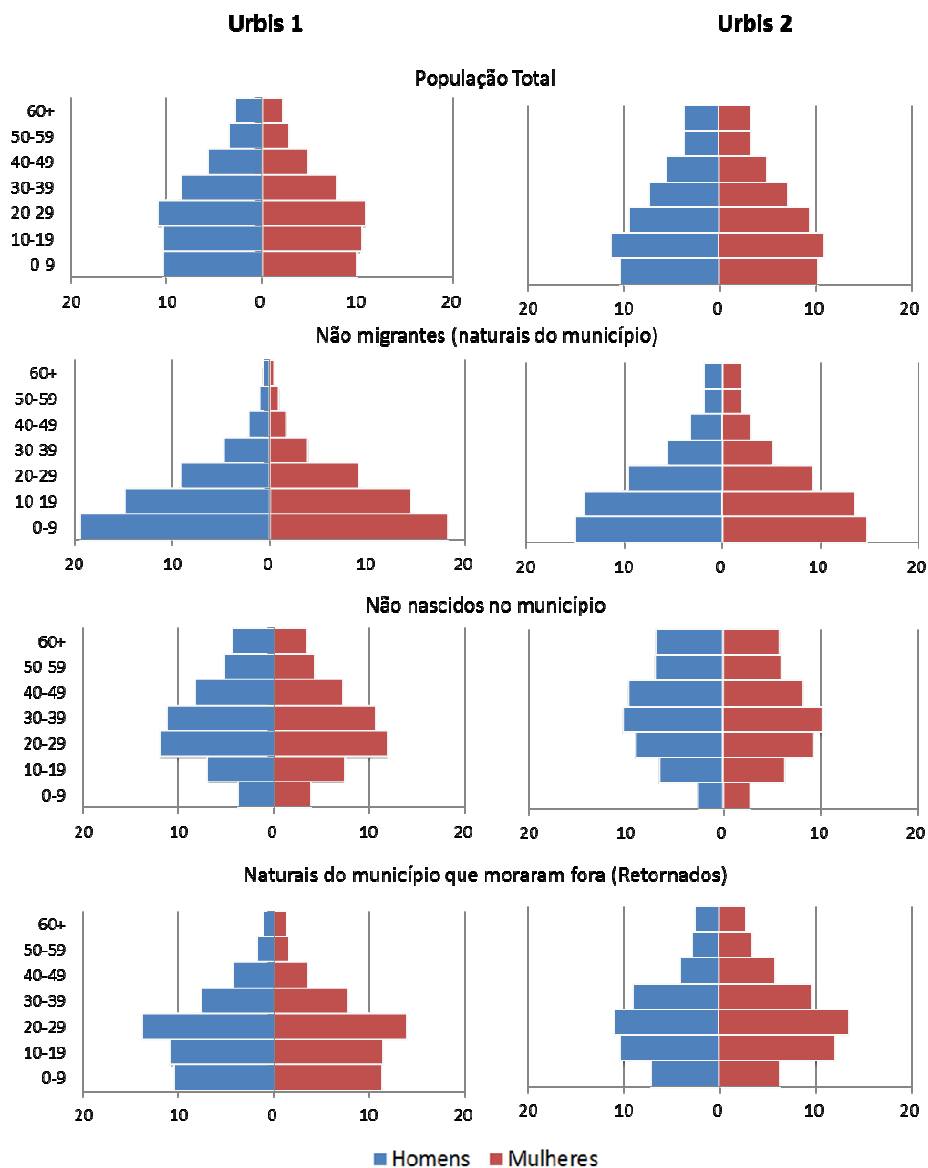 Urbis 1 Urbis 2
População Total
60+
50-59
40-49
30-39
20 29
10-19
0 9
20 10 0 10 20 20 10 0 10 20
Não migrantes (naturais do município)
60+
50-59
40-49
30 39
20-29
10 19
0-9
20 10 0 10 20 20 10 0 10 20
Não nascidos no município
60+
50 59
40-49
30-39
20-29
10-19
0-9
20 10 0 10 20 20 10 0 10 20
Naturais do município que moraram fora (Retornados)
60+
50-59
40-49
30-39
20-29
10-19
0-9
20 10 0 10 20 20 10 0 10 20
Homens Mulheres